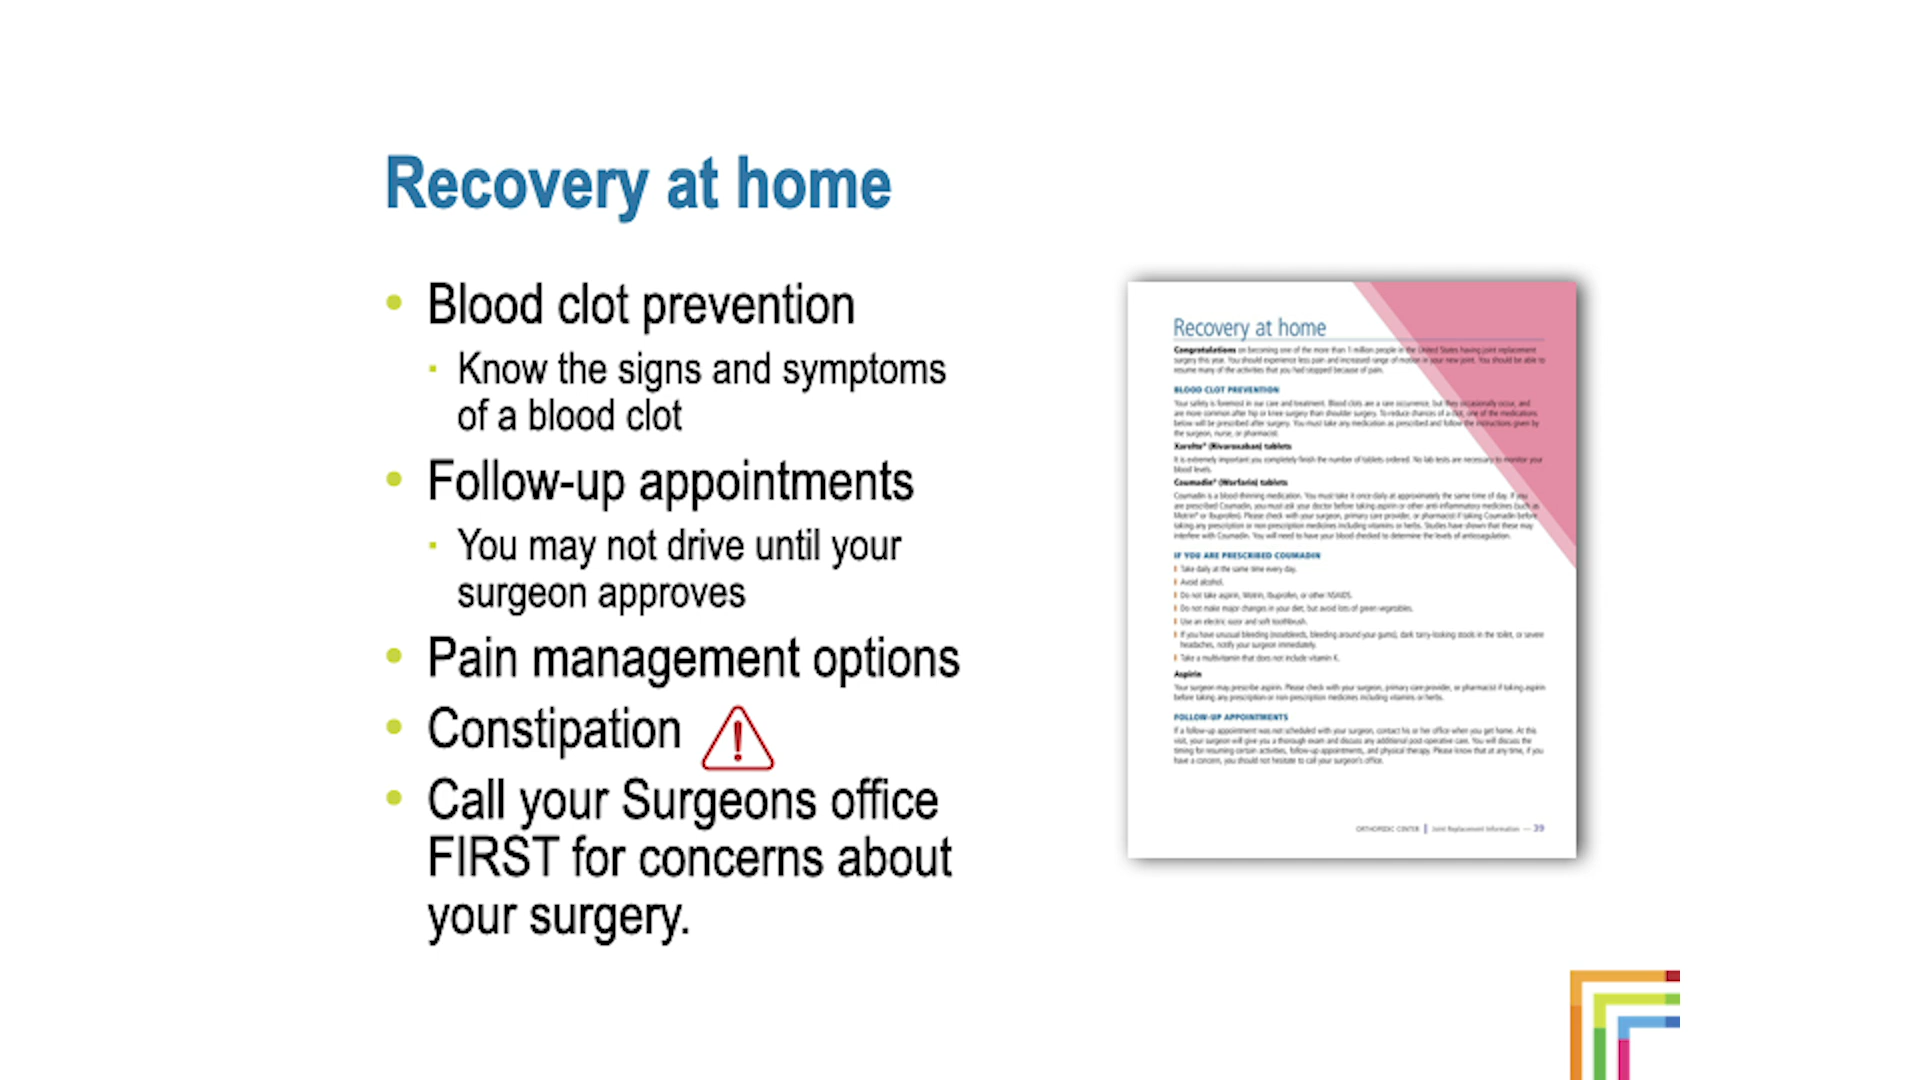 Recovery at home
• Blood clot prevention
▪ Know the signs and symptoms
of a blood clot
• Follow-up appointments
▪ You may not drive until your
surgeon approves
• Pain management options
• Constipation
• Call your Surgeons office
FIRST for concerns about
your surgery.
Recovery at home
Congratulations on becoming one of the more than 1 million people in the United States having joint replacement
surgery this year. You should experience less pain and increased range of motion in your new joint. You should be able to
resume many of the activities that you had stopped because of pain.
BLOOD CLOT PREVENTION
Your safety is foremost in our care and treatment. Blood clots are a rare occurrence, but they occasionally occur, and
are more common after hip or knee surgery than shoulder surgery. To reduce chances of a clot, one of the medications
below will be prescribed after surgery. You must take any medication as prescribed and follow the instructions given by
the surgeon, nurse, or pharmacist.
Xarelto® (Rivaroxaban) tablets
It is extremely important you completely finish the number of tablets ordered. No lab tests are necessary to monitor your
blood levels.
Coumadin® (Warfarin) tablets
Coumadin is a blood-thinning medication. You must take it once daily at approximately the same time of day. If you
are prescribed Coumadin, you must ask your doctor before taking aspirin or other anti-inflammatory medicines (such as
Motrin® or Ibuprofen). Please check with your surgeon, primary care provider, or pharmacist if taking Coumadin before
taking any prescription or non-prescription medicines including vitamins or herbs. Studies have shown that these may
interfere with Coumadin. You will need to have your blood checked to determine the levels of anticoagulation.
IF YOU ARE PRESCRIBED COUMADIN
Take daily at the same time every day.
Avoid alcohol.
Do not take aspirin, Motrin, Ibuprofen, or other NSAIDS.
Do not make major changes in your diet, but avoid lots of green vegetables.
Use an electric razor and soft toothbrush.
If you have unusual bleeding (nosebleeds, bleeding around your gums), dark tarry-looking stools in the toilet, or severe
headaches, notify your surgeon immediately.
Take a multivitamin that does not include vitamin K.
Aspirin
Your surgeon may prescribe aspirin. Please check with your surgeon, primary care provider, or pharmacist if taking aspirin
before taking any prescription or non-prescription medicines including vitamins or herbs.
FOLLOW-UP APPOINTMENTS
If a follow-up appointment was not scheduled with your surgeon, contact his or her office when you get home. At this
visit, your surgeon will give you a thorough exam and discuss any additional post-operative care. You will discuss the
timing for resuming certain activities, follow-up appointments, and physical therapy. Please know that at any time, if you
have a concern, you should not hesitate to call your surgeon's office.
ORTHOPEDIC CENTER | Joint Replacement Information — 39